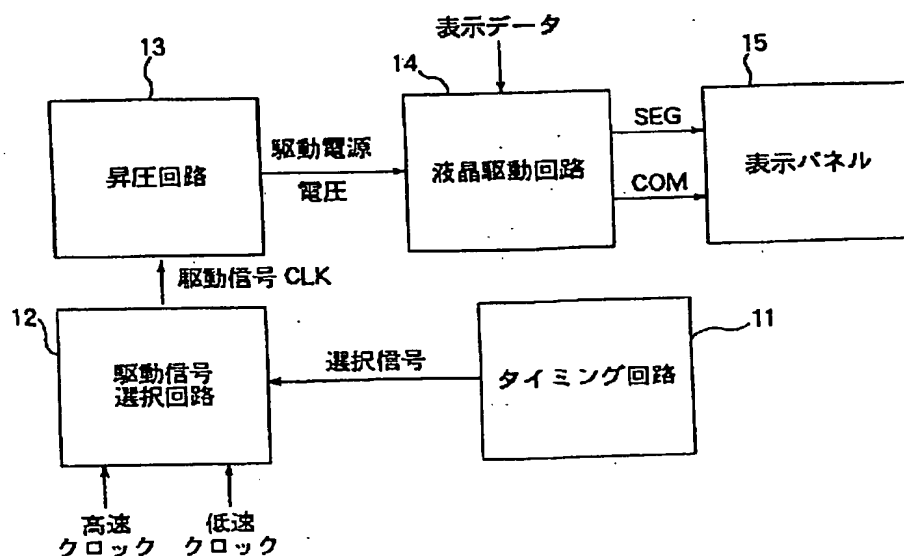 表示データ
13
14
15
昇圧回路
駆動電源
電圧
液晶駆動回路
SEG
COM
表示パネル
駆動信号 CLK
12
11
駆動信号
選択回路
選択信号
タイミング回路
高速
クロック
低速
クロック